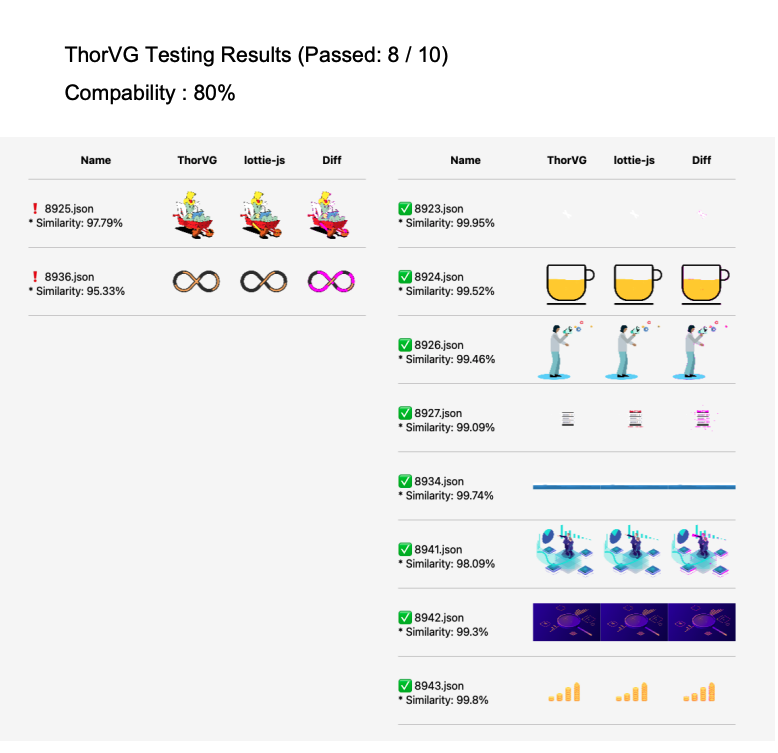 ThorVG Testing Results (Passed: 8 / 10)
Compability : 80%
Name ThorVG lottie-js Diff
❗ 8925.json
* Similarity: 97.79%
❗ 8936.json
* Similarity: 95.33%
Name ThorVG lottie-js Diff
✅ 8923.json
* Similarity: 99.95%
✅ 8924.json
* Similarity: 99.52%
✅ 8926.json
* Similarity: 99.46%
✅ 8927.json
* Similarity: 99.09%
✅ 8934.json
* Similarity: 99.74%
✅ 8941.json
* Similarity: 98.09%
✅ 8942.json
* Similarity: 99.3%
✅ 8943.json
* Similarity: 99.8%